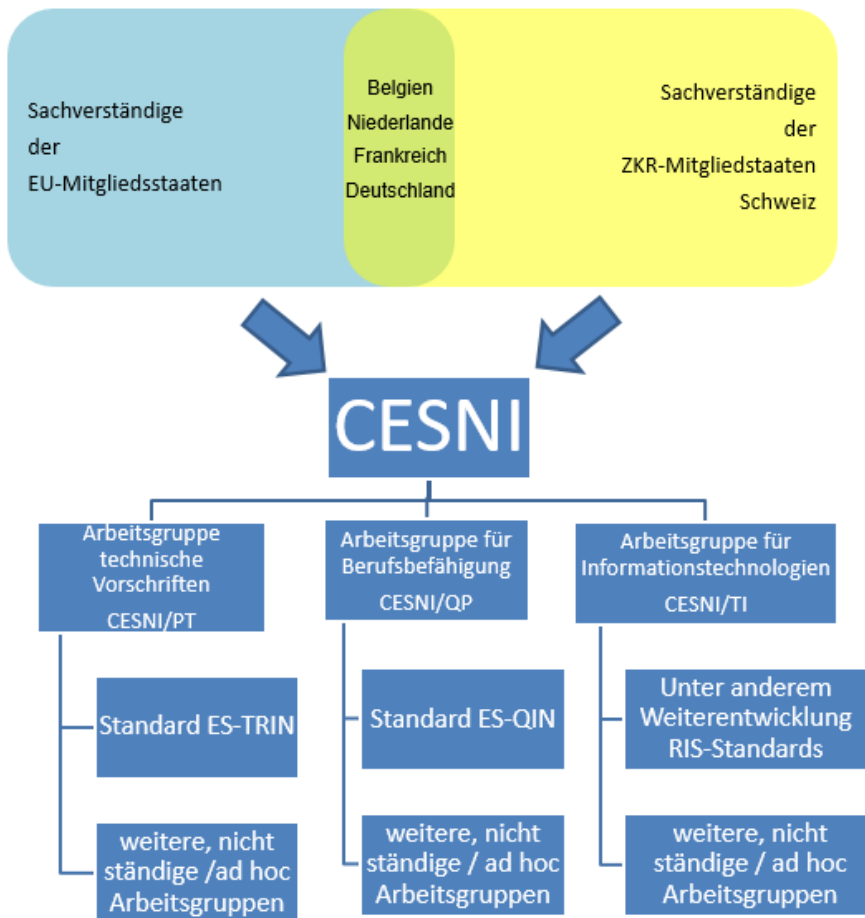 Sachverständige
der
EU-Mitgliedsstaaten
Belgien
Niederlande
Frankreich
Deutschland
Sachverständige
der
ZKR-Mitgliedstaaten
Schweiz
CESNI
Arbeitsgruppe
technische
Vorschriften
CESNI/PT
Standard ES-TRIN
weitere, nicht
ständige /ad hoc
Arbeitsgruppen
Arbeitsgruppe für
Berufsbefähigung
CESNI/QP
Standard ES-QIN
weitere, nicht
ständige / ad hoc
Arbeitsgruppen
Arbeitsgruppe für
Informationstechnologien
CESNI/TI
Unter anderem
Weiterentwicklung
RIS-Standards
weitere, nicht
ständige / ad hoc
Arbeitsgruppen